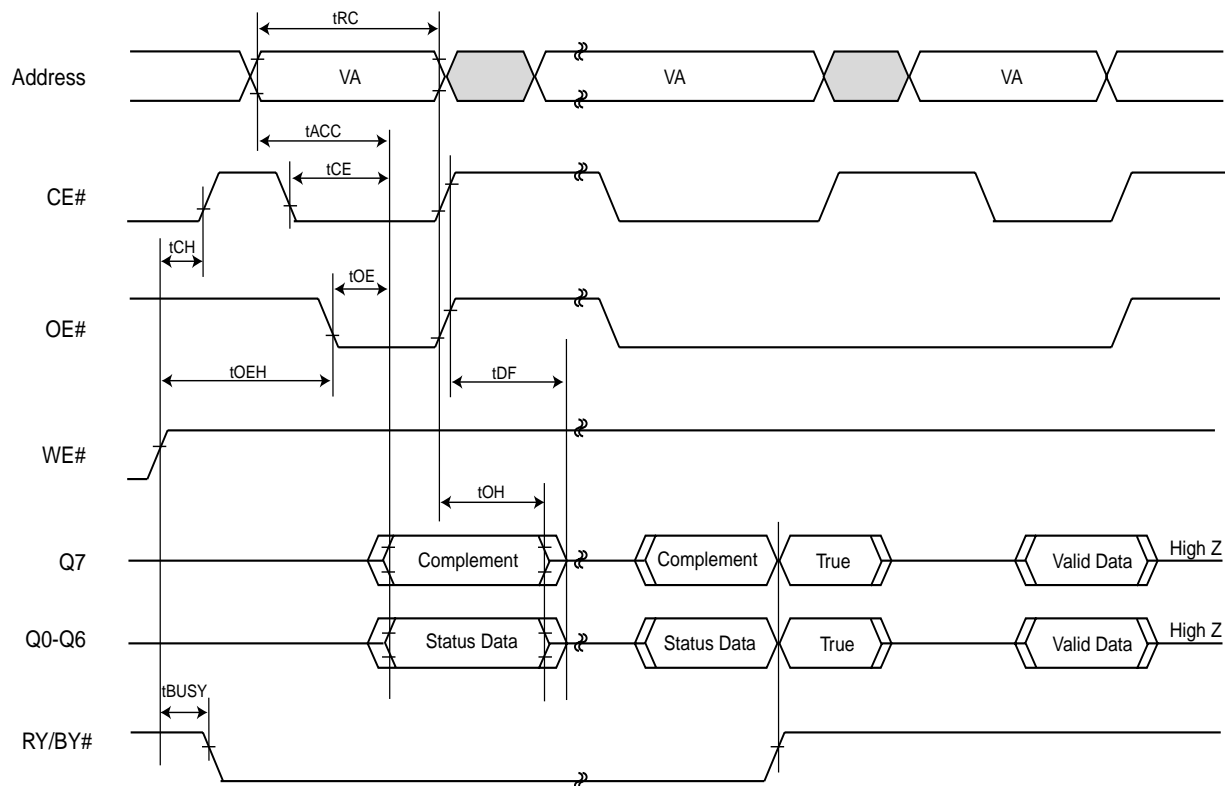 tRC
Address VA VA VA
tACC
tCE
CE#
tCH
tOE
OE#
tOEH tDF
WE#
tOH
Q7 Complement Complement True Valid Data High Z
Q0-Q6 Status Data Status Data True Valid Data High Z
tBUSY
RY/BY#